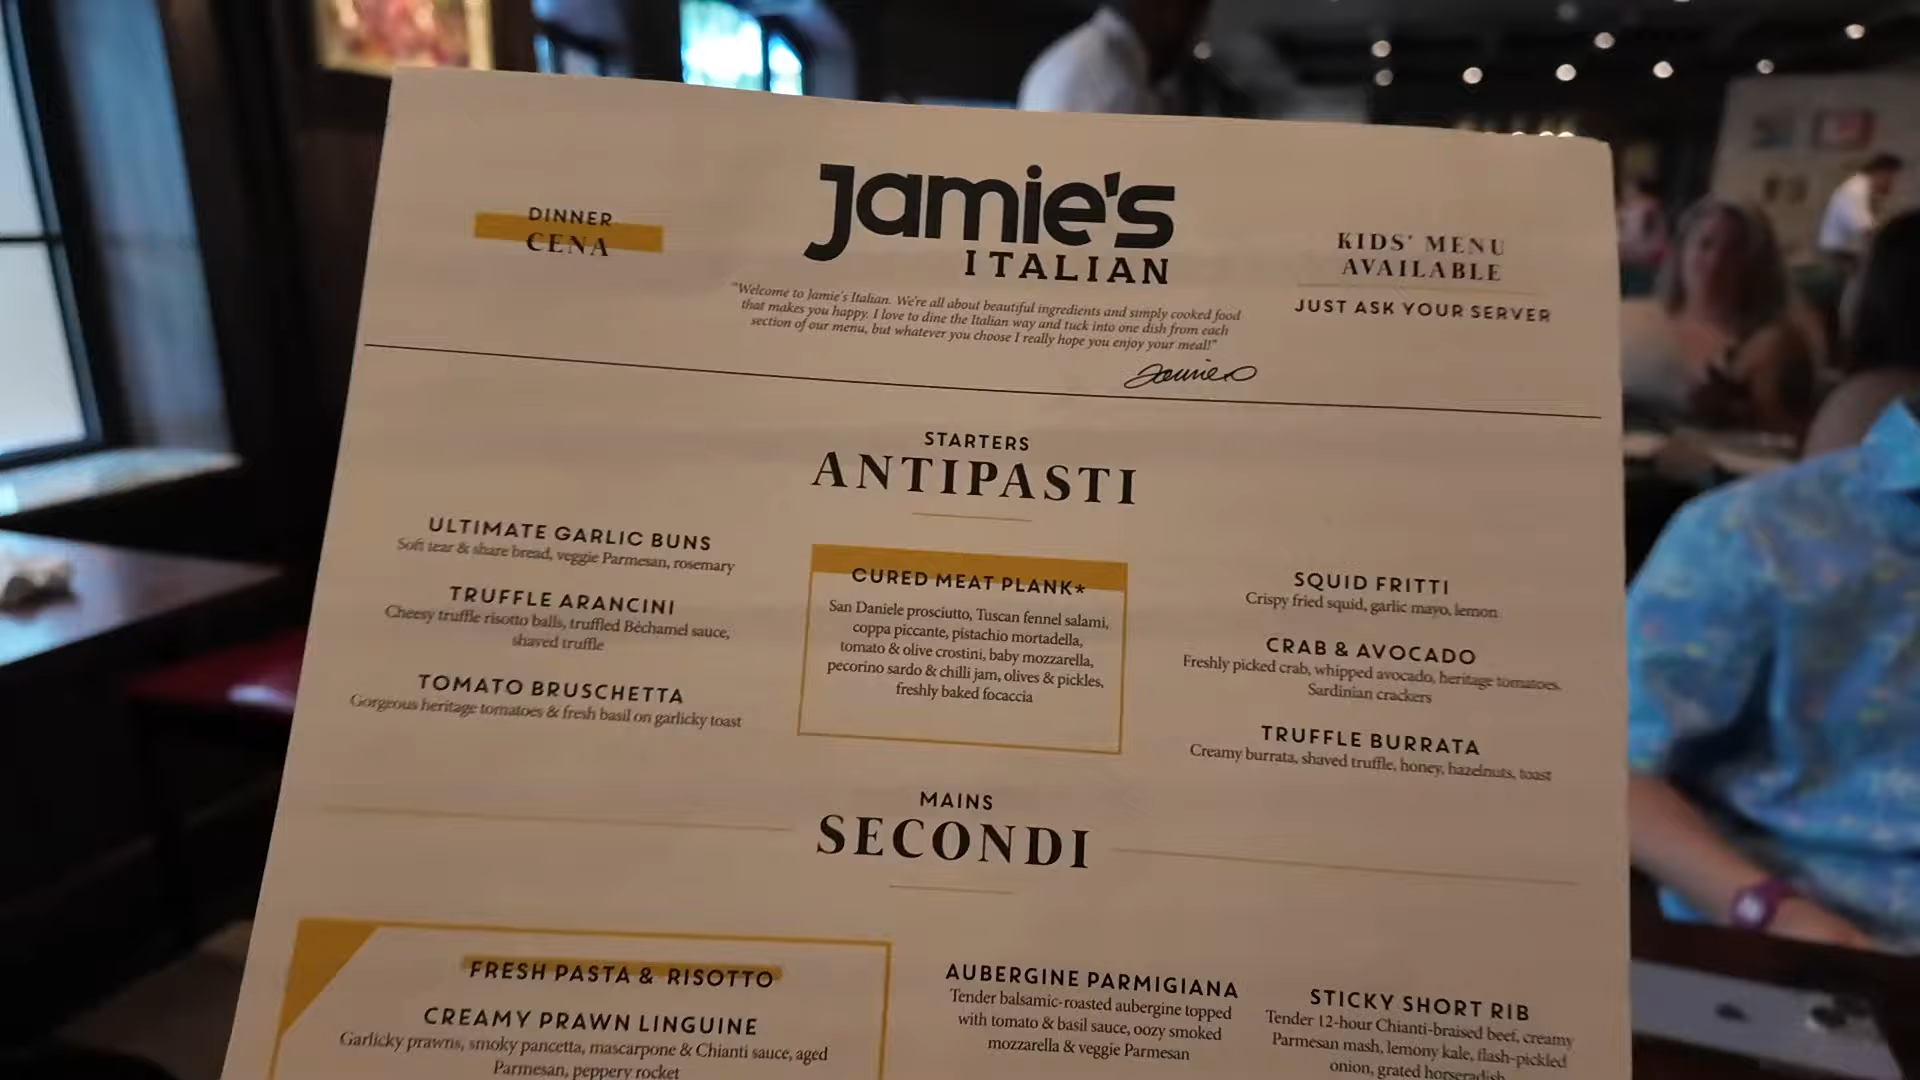 DINNER
CENA
Jamie's
ITALIAN
"Welcome to Jamie's Italian. We're all about beautiful ingredients and simply cooked food
that makes you happy. I love to dine the Italian way and tuck into one dish from each
section of our menu, but whatever you choose I really hope you enjoy your meal!"
Jamie O
KIDS' MENU
AVAILABLE
JUST ASK YOUR SERVER
STARTERS
ANTIPASTI
ULTIMATE GARLIC BUNS
Soft tear & share bread, veggie Parmesan, rosemary
TRUFFLE ARANCINI
Cheesy truffle risotto balls, truffled Béchamel sauce,
shaved truffle
TOMATO BRUSCHETTA
Gorgeous heritage tomatoes & fresh basil on garlicky toast
CURED MEAT PLANK*
San Daniele prosciutto, Tuscan fennel salami,
coppa piccante, pistachio mortadella,
tomato & olive crostini, baby mozzarella,
pecorino sardo & chilli jam, olives & pickles,
freshly baked focaccia
SQUID FRITTI
Crispy fried squid, garlic mayo, lemon
CRAB & AVOCADO
Freshly picked crab, whipped avocado, heritage tomatoes,
Sardinian crackers
TRUFFLE BURRATA
Creamy burrata, shaved truffle, honey, hazelnuts, toast
MAINS
SECONDI
FRESH PASTA & RISOTTO
CREAMY PRAWN LINGUINE
Garlicky prawns, smoky pancetta, mascarpone & Chianti sauce, aged
Parmesan, peppery rocket
AUBERGINE PARMIGIANA
Tender balsamic-roasted aubergine topped
with tomato & basil sauce, oozy smoked
mozzarella & veggie Parmesan
STICKY SHORT RIB
Tender 12-hour Chianti-braised beef, creamy
Parmesan mash, lemony kale, flash-pickled
onion, grated horseradish